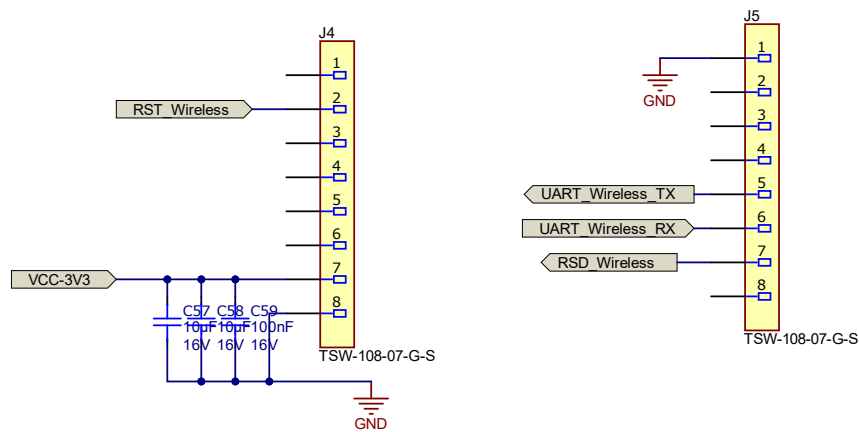 J4
1
RST_Wireless
2
3
4
5
6
VCC-3V3
7
8
C57 C58 C59
10uF 10uF 100nF
16V 16V 16V
TSW-108-07-G-S
GND
J5
1
GND
2
3
4
UART_Wireless_TX
5
UART_Wireless_RX
6
RSD_Wireless
7
8
TSW-108-07-G-S